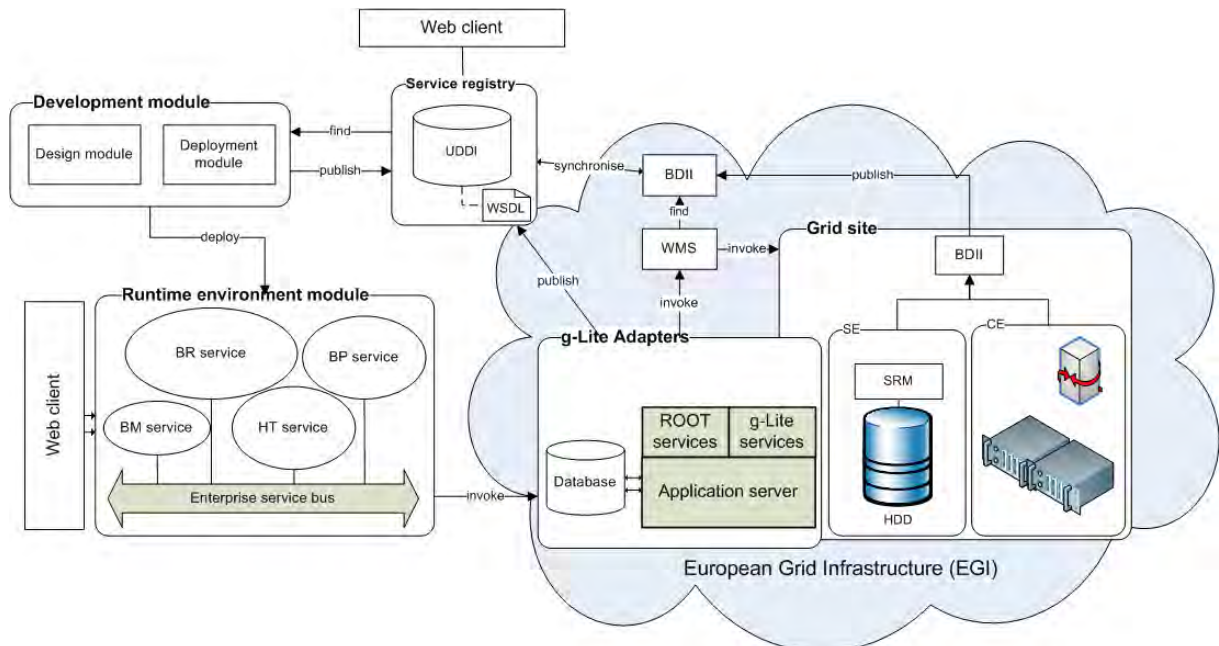 Web client
Service registry
UDDI
WSDL
Development module
Design module
Deployment
module
find
publish
deploy
synchronise
BDII
publish
find
WMS
invoke
Grid site
BDII
publish
invoke
Runtime environment module
BR service
BP service
BM service
HT service
Enterprise service bus
Web client
invoke
g-Lite Adapters
Database
ROOT
services
g-Lite
services
Application server
SE
SRM
HDD
CE
European Grid Infrastructure (EGI)